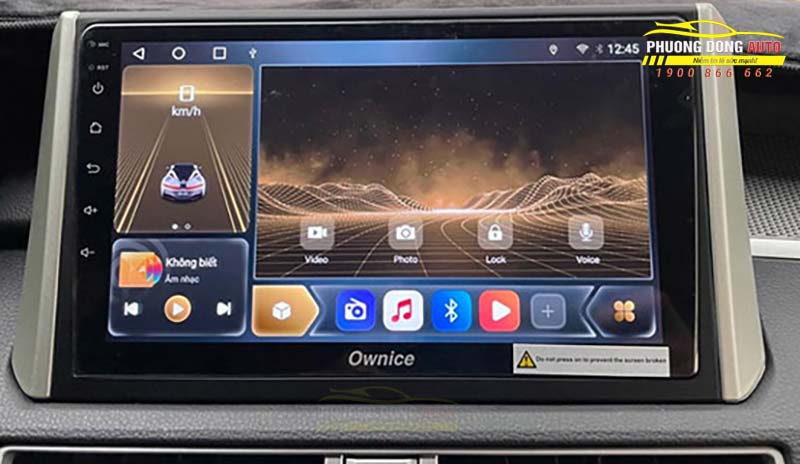 PHUONG DONG AUTO
Niềm tin là sức mạnh!
1900 866 662
MIC
RST
12:45
km/h
Không biết
Âm nhạc
Video
Photo
Lock
Voice
Ownice
Do not press on to prevent the screen broken